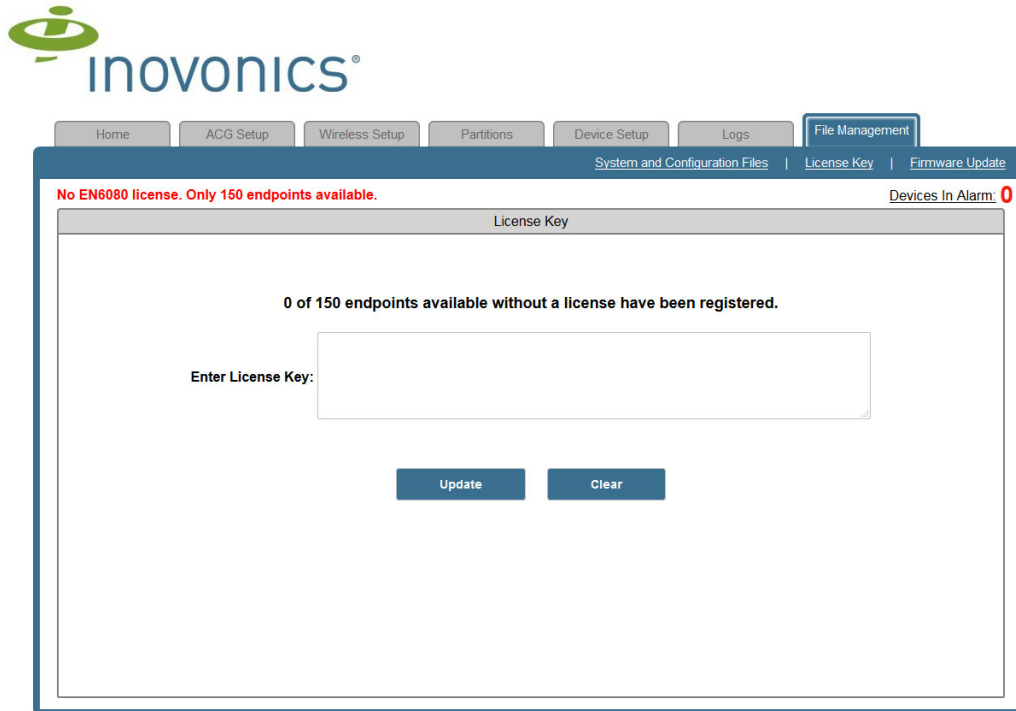 inovonics®
Home ACG Setup Wireless Setup Partitions Device Setup Logs File Management
System and Configuration Files | License Key | Firmware Update
No EN6080 license. Only 150 endpoints available. Devices In Alarm: 0
License Key
0 of 150 endpoints available without a license have been registered.
Enter License Key:
Update Clear